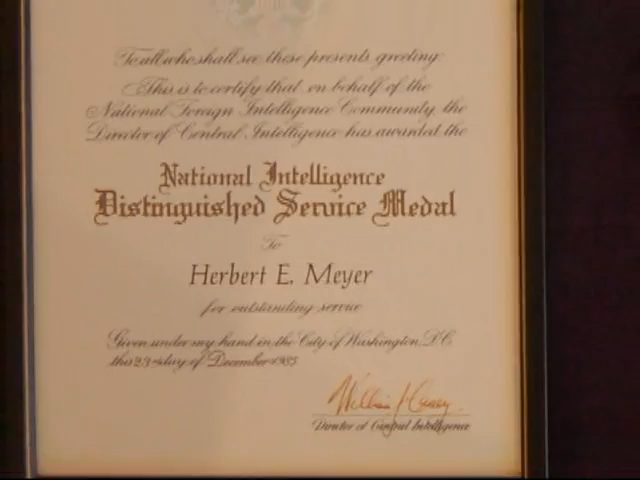 To all who shall see these presents greeting:
This is to certify that on behalf of the
National Foreign Intelligence Community, the
Director of Central Intelligence has awarded the
National Intelligence
Distinguished Service Medal
To
Herbert E. Meyer
for outstanding service
Given under my hand in the City of Washington, D.C.
this 23rd day of December 1985
William J. Casey
Director of Central Intelligence